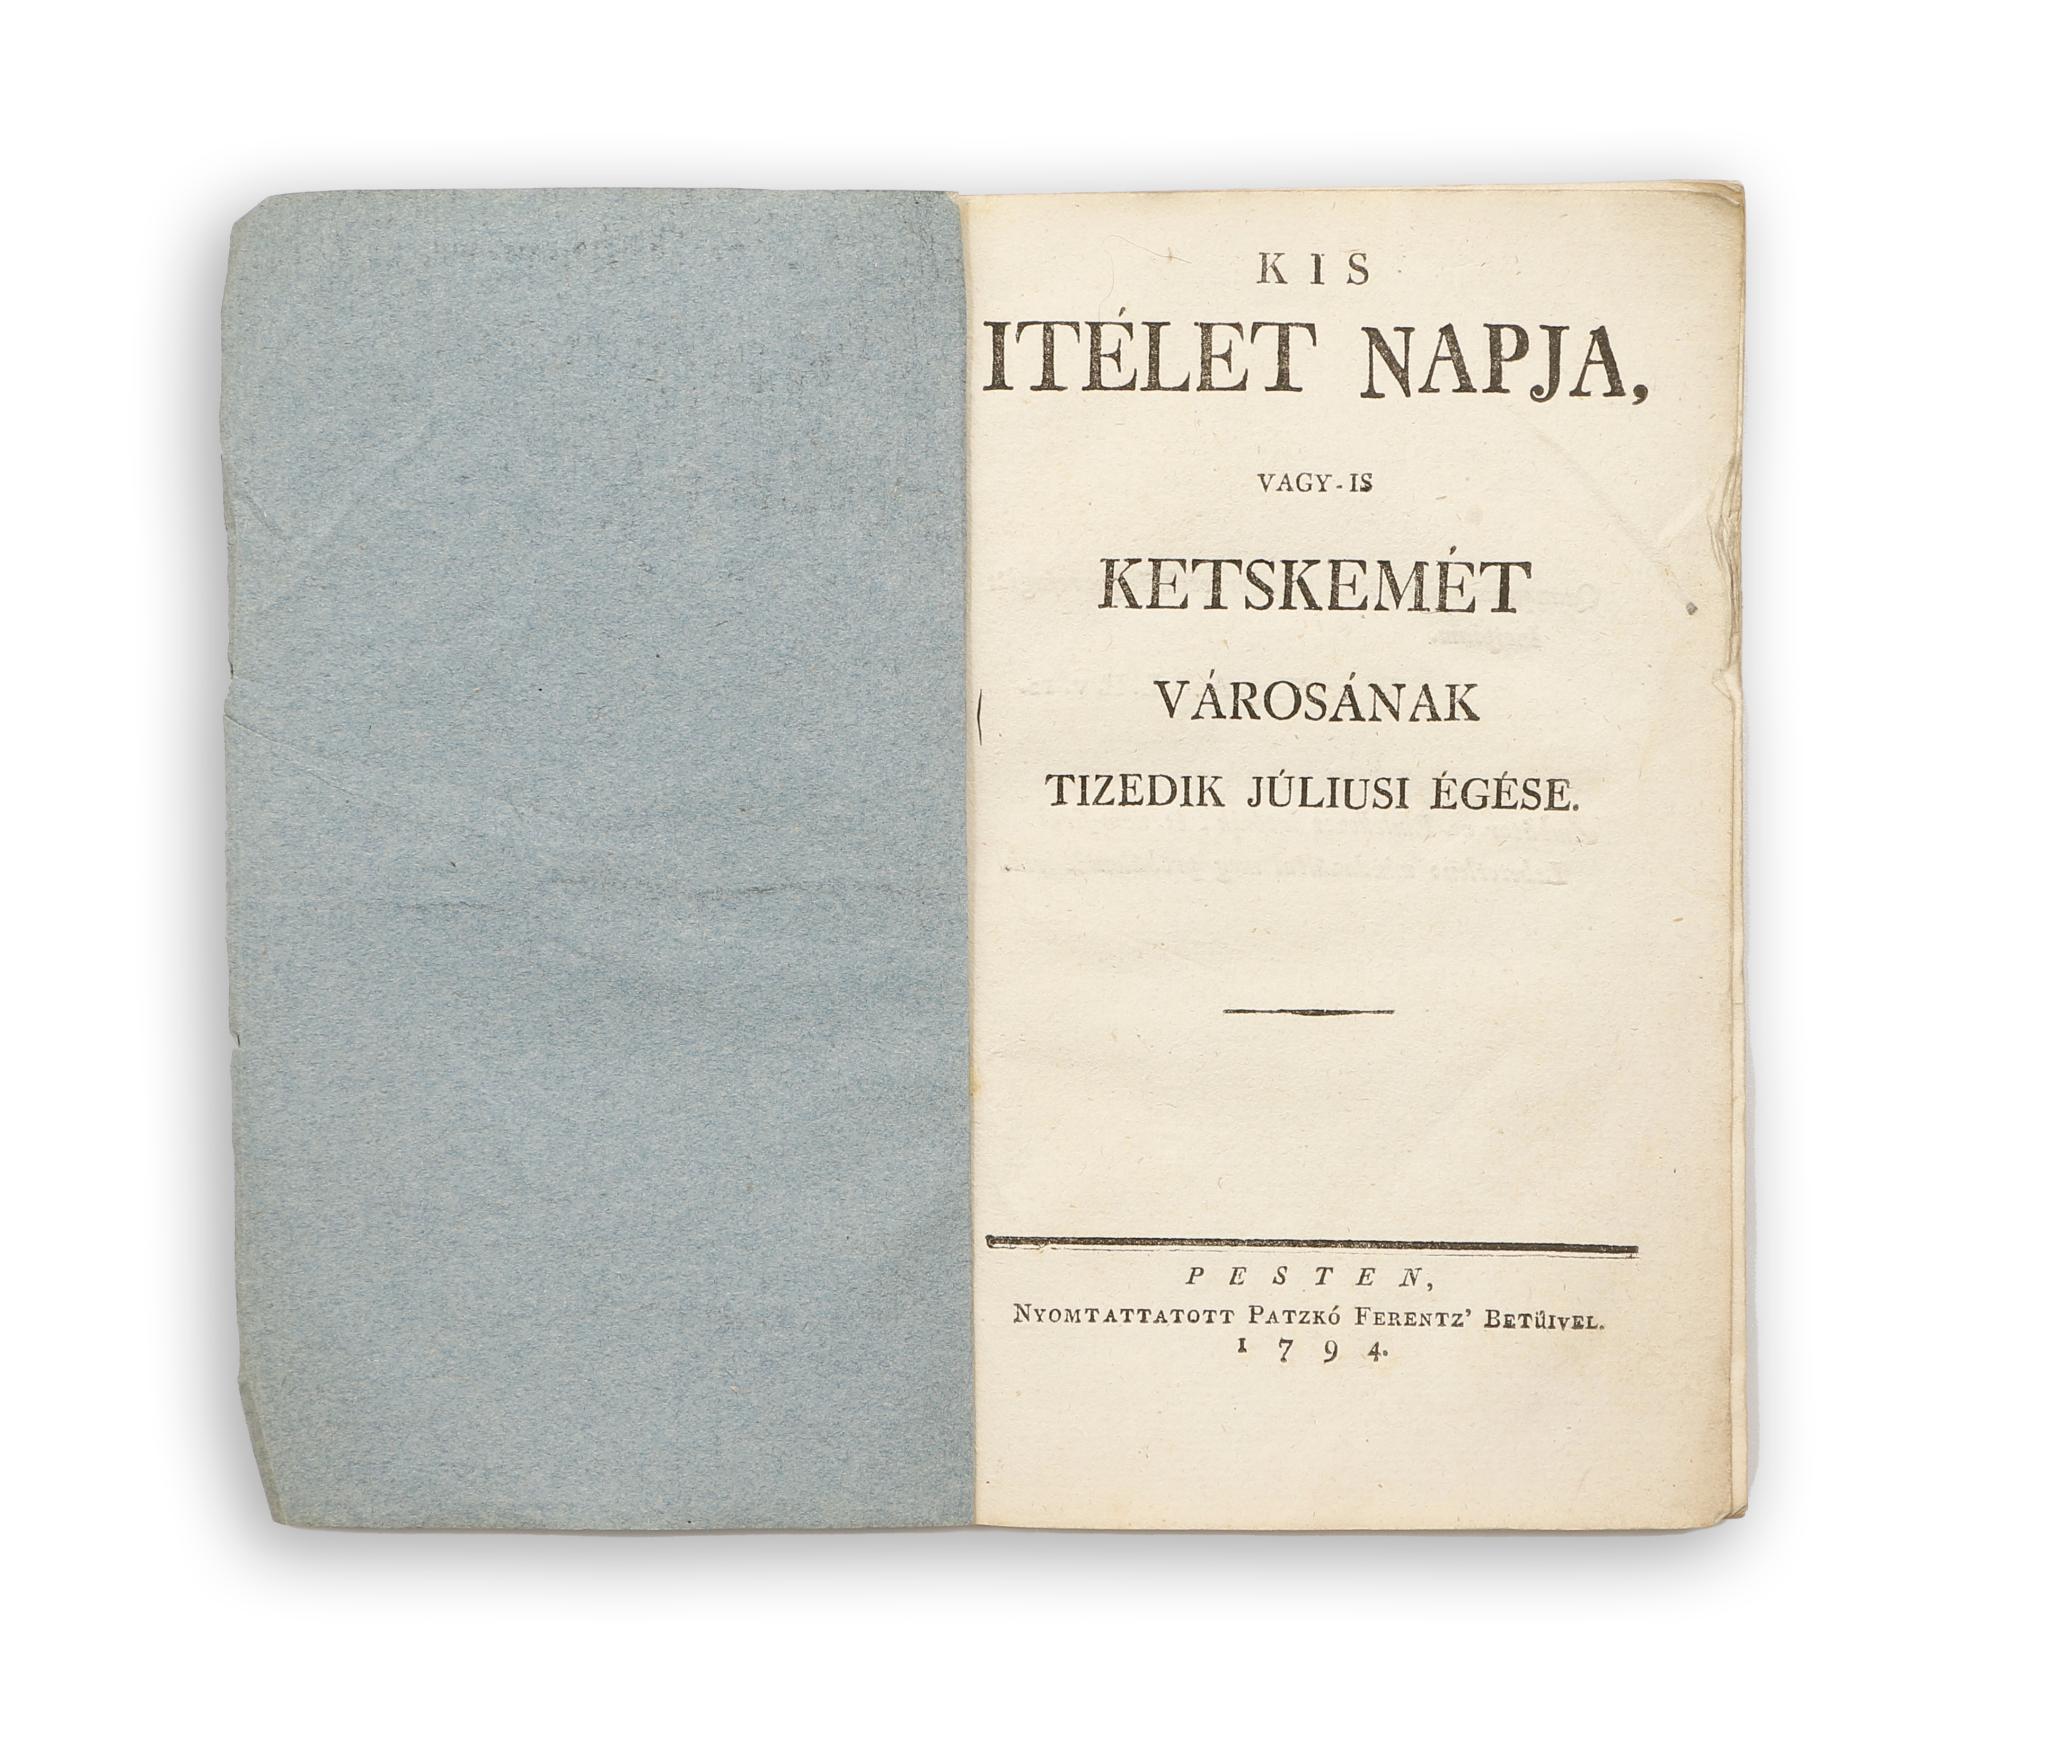 KIS
ITÉLET NAPJA,
VAGY-IS
KETSKEMÉT
VÁROSÁNAK
TIZEDIK JÚLIUSI ÉGÉSE.
PESTEN,
NYOMTATTATOTT PATZKÓ FERENTZ' BETŰIVEL.
1794.